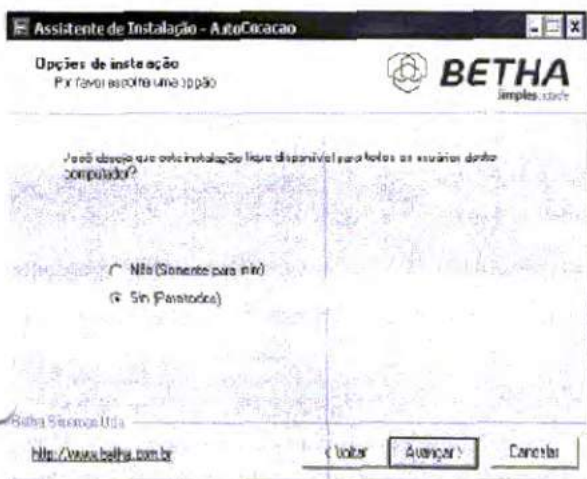 Assistente de Instalação - AutoCotacao
Opções de instalação
Por favor escolha uma opção
BETHA
simples
Você deseja que esta instalação fique disponível para todos os usuários deste
computador?
Não (Somente para mim)
Sim (Para todos)
Betha Sistemas Ltda
http://www.betha.com.br
< Voltar
Avançar >
Cancelar